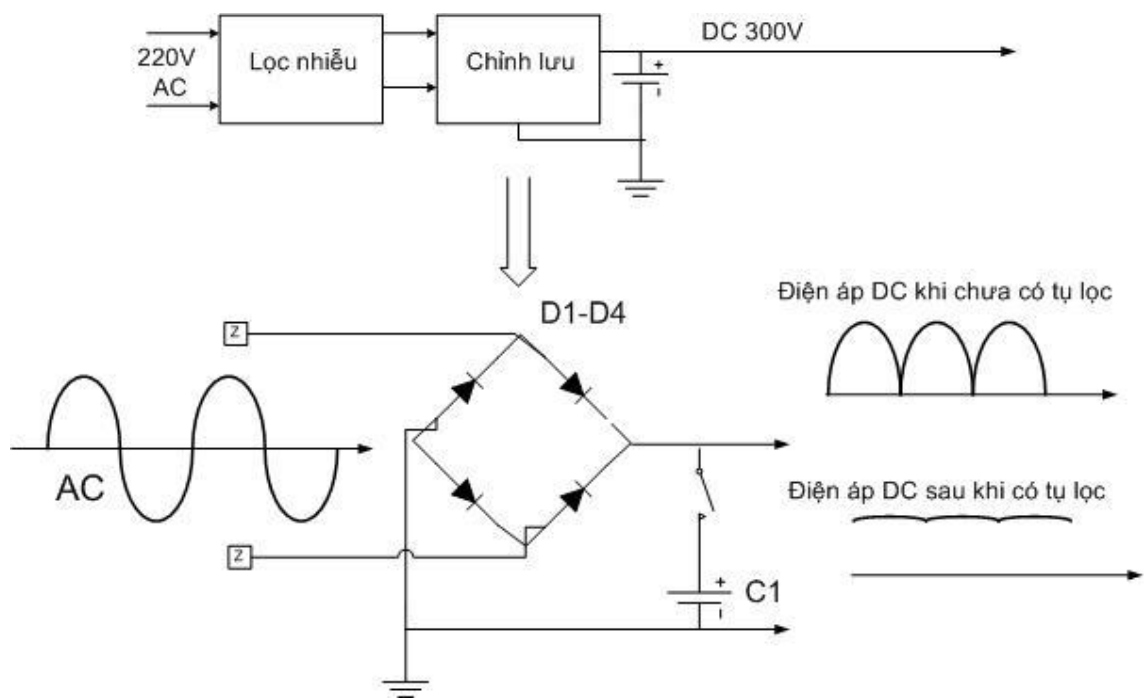 220V
AC
Lọc nhiễu
Chỉnh lưu
DC 300V
+
-
D1-D4
Điện áp DC khi chưa có tụ lọc
Z
AC
Điện áp DC sau khi có tụ lọc
Z
+
C1
-